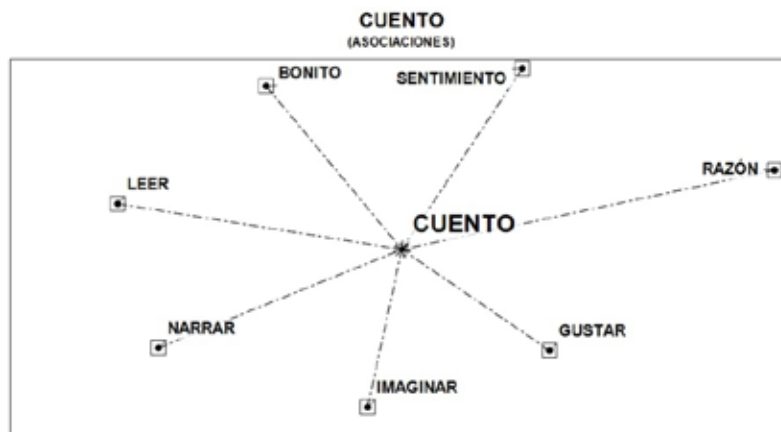 CUENTO
(ASOCIACIONES)
BONITO
SENTIMIENTO
RAZÓN
LEER
CUENTO
NARRAR
GUSTAR
IMAGINAR